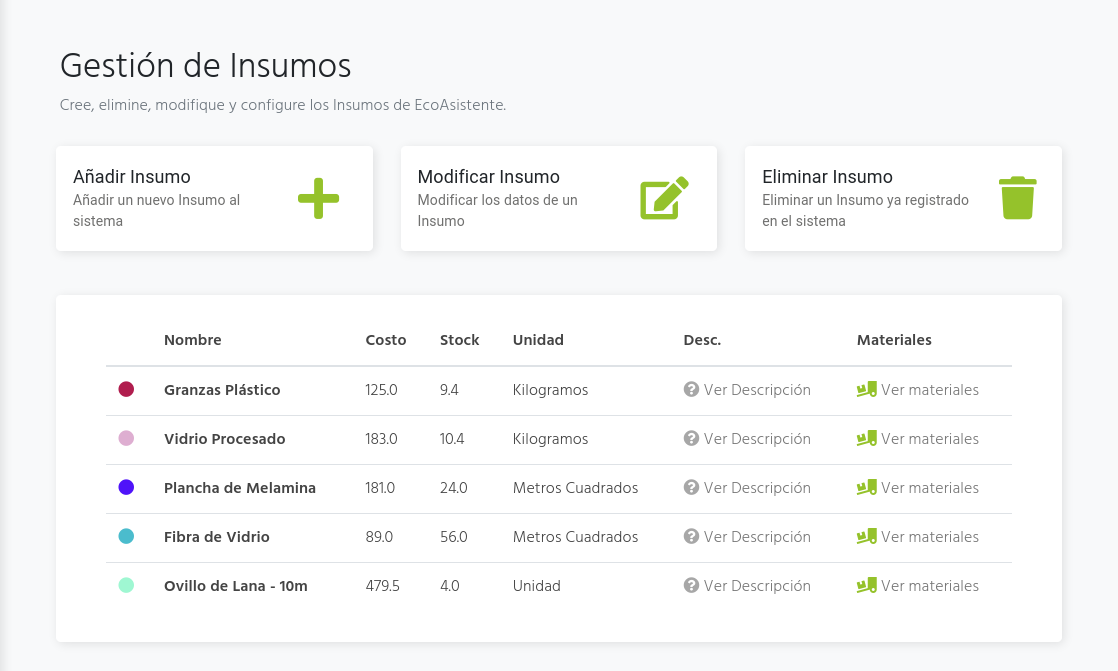 Gestión de Insumos
Cree, elimine, modifique y configure los Insumos de EcoAsistente.
Añadir Insumo
Añadir un nuevo Insumo al
sistema
Modificar Insumo
Modificar los datos de un
Insumo
Eliminar Insumo
Eliminar un Insumo ya registrado
en el sistema
Nombre Costo Stock Unidad Desc. Materiales
Granzas Plástico 125.0 9.4 Kilogramos Ver Descripción Ver materiales
Vidrio Procesado 183.0 10.4 Kilogramos Ver Descripción Ver materiales
Plancha de Melamina 181.0 24.0 Metros Cuadrados Ver Descripción Ver materiales
Fibra de Vidrio 89.0 56.0 Metros Cuadrados Ver Descripción Ver materiales
Ovillo de Lana - 10m 479.5 4.0 Unidad Ver Descripción Ver materiales